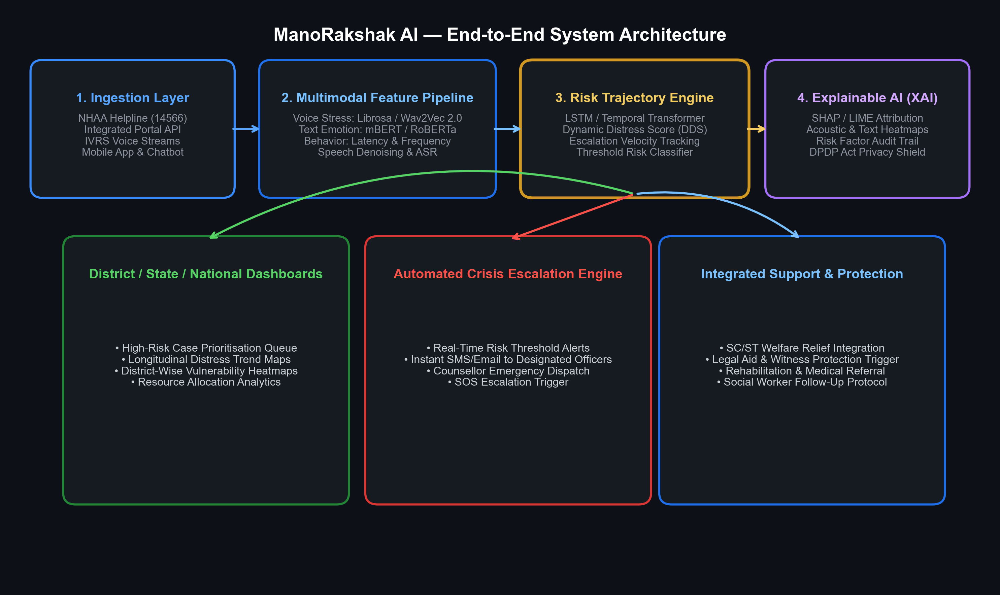 ManoRakshak AI — End-to-End System Architecture
1. Ingestion Layer
NHAA Helpline (14566)
Integrated Portal API
IVRS Voice Streams
Mobile App & Chatbot
2. Multimodal Feature Pipeline
Voice Stress: Librosa / Wav2Vec 2.0
Text Emotion: mBERT / RoBERTa
Behavior: Latency & Frequency
Speech Denoising & ASR
3. Risk Trajectory Engine
LSTM / Temporal Transformer
Dynamic Distress Score (DDS)
Escalation Velocity Tracking
Threshold Risk Classifier
4. Explainable AI (XAI)
SHAP / LIME Attribution
Acoustic & Text Heatmaps
Risk Factor Audit Trail
DPDP Act Privacy Shield
District / State / National Dashboards
• High-Risk Case Prioritisation Queue
• Longitudinal Distress Trend Maps
• District-Wise Vulnerability Heatmaps
• Resource Allocation Analytics
Automated Crisis Escalation Engine
• Real-Time Risk Threshold Alerts
• Instant SMS/Email to Designated Officers
• Counsellor Emergency Dispatch
• SOS Escalation Trigger
Integrated Support & Protection
• SC/ST Welfare Relief Integration
• Legal Aid & Witness Protection Trigger
• Rehabilitation & Medical Referral
• Social Worker Follow-Up Protocol